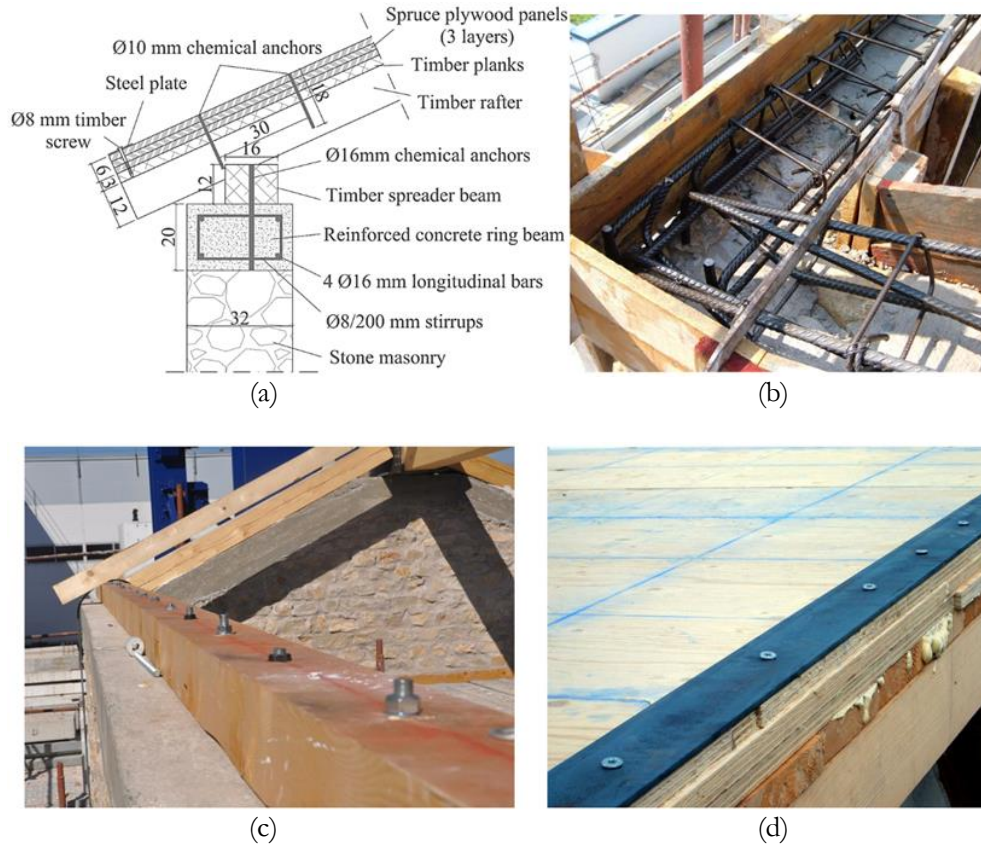 Spruce plywood panels
(3 layers)
Ø10 mm chemical anchors
Timber planks
Steel plate
Timber rafter
Ø8 mm timber
screw
18
30
16
Ø16mm chemical anchors
6
3
12
12
Timber spreader beam
20
Reinforced concrete ring beam
4 Ø16 mm longitudinal bars
32
Ø8/200 mm stirrups
Stone masonry
(a)
(b)
(c)
(d)